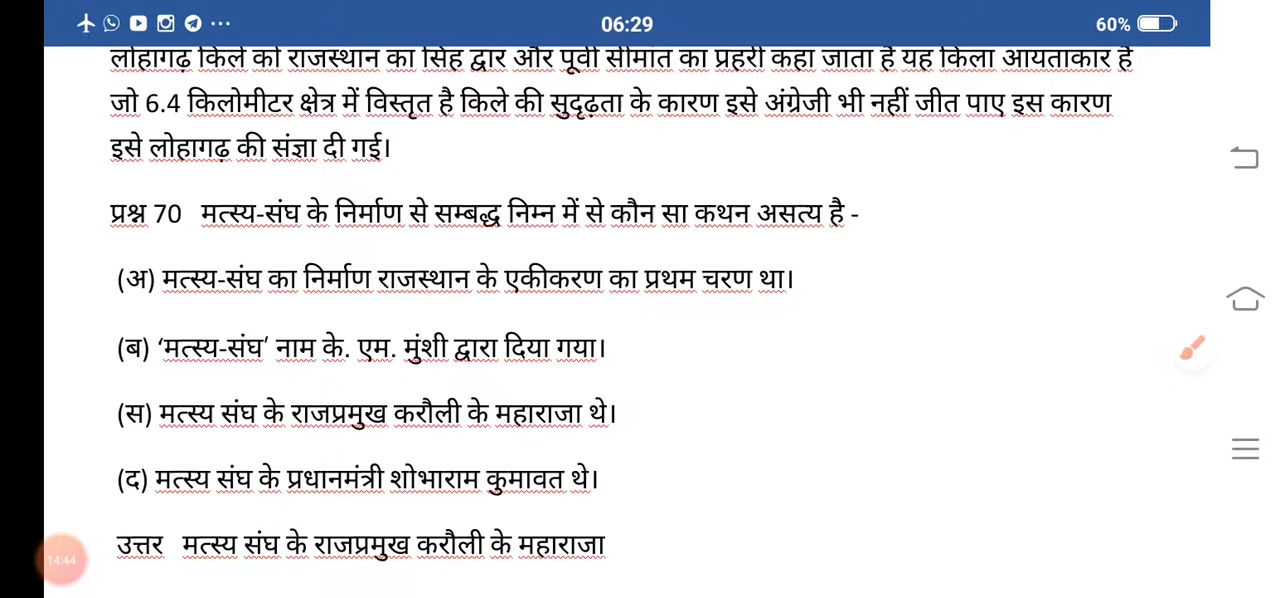 06:29
60%
लोहागढ़ किले को राजस्थान का सिंह द्वार और पूर्वी सीमांत का प्रहरी कहा जाता है यह किला आयताकार है
जो 6.4 किलोमीटर क्षेत्र में विस्तृत है किले की सुदृढ़ता के कारण इसे अंग्रेजी भी नहीं जीत पाए इस कारण
इसे लोहागढ़ की संज्ञा दी गई।
प्रश्न 70 मत्स्य-संघ के निर्माण से सम्बद्ध निम्न में से कौन सा कथन असत्य है -
(अ) मत्स्य-संघ का निर्माण राजस्थान के एकीकरण का प्रथम चरण था।
(ब) ‘मत्स्य-संघ’ नाम के. एम. मुंशी द्वारा दिया गया।
(स) मत्स्य संघ के राजप्रमुख करौली के महाराजा थे।
(द) मत्स्य संघ के प्रधानमंत्री शोभाराम कुमावत थे।
उत्तर मत्स्य संघ के राजप्रमुख करौली के महाराजा
14:44